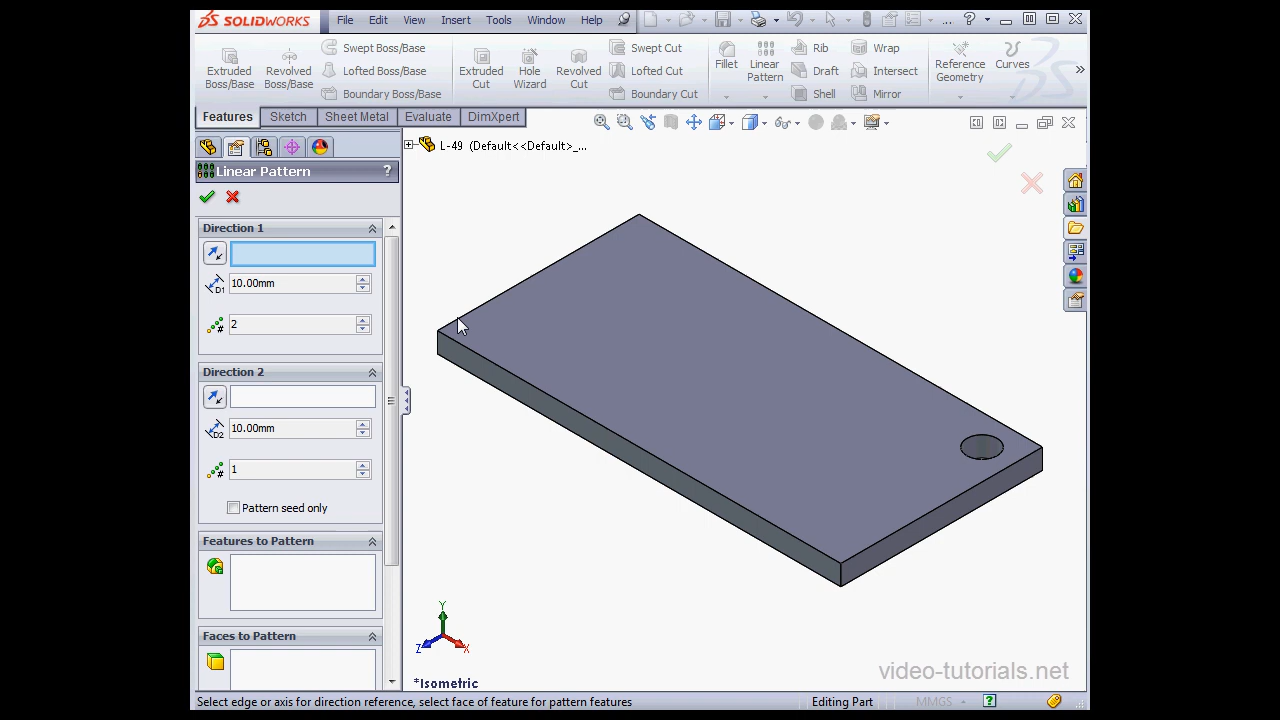 SOLIDWORKS File Edit View Insert Tools Window Help ... ?
Extruded Boss/Base
Revolved Boss/Base
Swept Boss/Base
Lofted Boss/Base
Boundary Boss/Base
Extruded Cut
Hole Wizard
Revolved Cut
Swept Cut
Lofted Cut
Boundary Cut
Fillet
Linear Pattern
Rib
Draft
Shell
Wrap
Intersect
Mirror
Reference Geometry
Curves
Features Sketch Sheet Metal Evaluate DimXpert
L-49 (Default<<Default>_...
Linear Pattern ?
Direction 1
D1 10.00mm
# 2
Direction 2
D2 10.00mm
# 1
Pattern seed only
Features to Pattern
Faces to Pattern
Y
Z
X
*Isometric
video-tutorials.net
Select edge or axis for direction reference, select face of feature for pattern features Editing Part MMGS ?